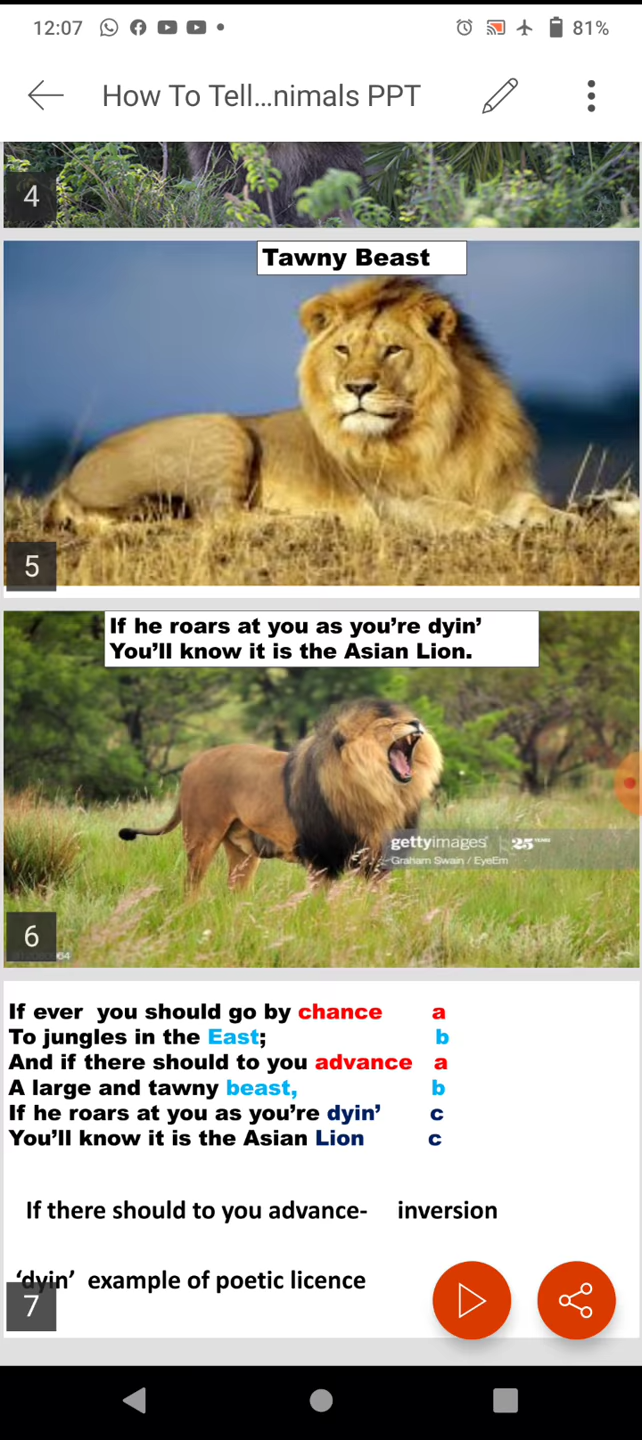 12:07
81%
How To Tell...nimals PPT
4
Tawny Beast
5
If he roars at you as you're dyin'
You'll know it is the Asian Lion.
gettyimages® 25
Graham Swain / EyeEm
6
64
If ever you should go by chance a
To jungles in the East; b
And if there should to you advance a
A large and tawny beast, b
If he roars at you as you're dyin' c
You'll know it is the Asian Lion c
If there should to you advance- inversion
'dyin' example of poetic licence
7